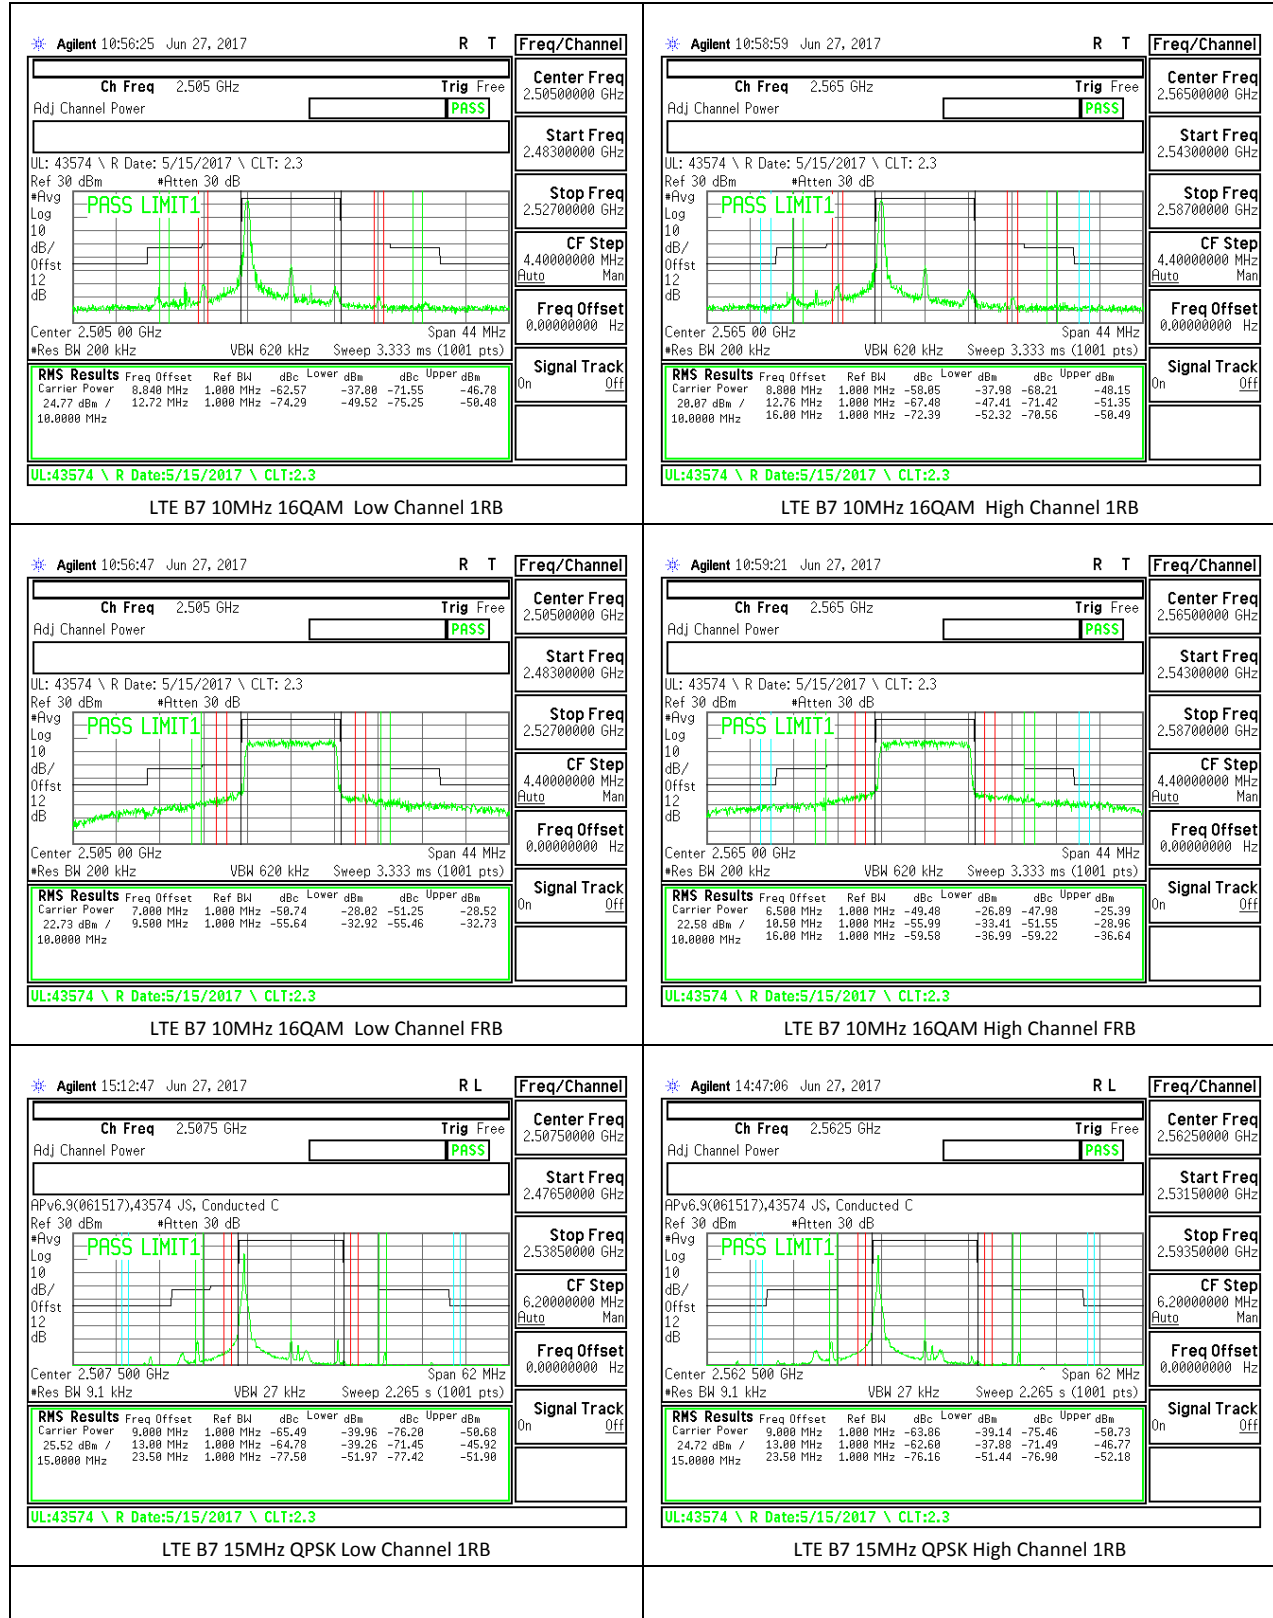 Agilent 10:56:25 Jun 27, 2017 R T Freq/Channel
Ch Freq 2.505 GHz Trig Free
Adj Channel Power PASS
Center Freq
2.50500000 GHz
Start Freq
2.48300000 GHz
Stop Freq
2.52700000 GHz
CF Step
4.40000000 MHz
Auto Man
Freq Offset
0.00000000 Hz
Signal Track
On Off
UL: 43574 \ R Date: 5/15/2017 \ CLT: 2.3
Ref 30 dBm #Atten 30 dB
#Avg
Log
10
dB/
Offst
12
dB
PASS LIMIT1
Center 2.505 00 GHz Span 44 MHz
#Res BW 200 kHz VBW 620 kHz Sweep 3.333 ms (1001 pts)
RMS Results Freq Offset Ref BW dBc Lower dBm dBc Upper dBm
Carrier Power 8.840 MHz 1.000 MHz -62.57 -37.80 -71.55 -46.78
24.77 dBm / 12.72 MHz 1.000 MHz -74.29 -49.52 -75.25 -50.48
10.0000 MHz
UL:43574 \ R Date:5/15/2017 \ CLT:2.3
LTE B7 10MHz 16QAM Low Channel 1RB
Agilent 10:58:59 Jun 27, 2017 R T Freq/Channel
Ch Freq 2.565 GHz Trig Free
Adj Channel Power PASS
Center Freq
2.56500000 GHz
Start Freq
2.54300000 GHz
Stop Freq
2.58700000 GHz
CF Step
4.40000000 MHz
Auto Man
Freq Offset
0.00000000 Hz
Signal Track
On Off
UL: 43574 \ R Date: 5/15/2017 \ CLT: 2.3
Ref 30 dBm #Atten 30 dB
#Avg
Log
10
dB/
Offst
12
dB
PASS LIMIT1
Center 2.565 00 GHz Span 44 MHz
#Res BW 200 kHz VBW 620 kHz Sweep 3.333 ms (1001 pts)
RMS Results Freq Offset Ref BW dBc Lower dBm dBc Upper dBm
Carrier Power 8.800 MHz 1.000 MHz -58.05 -37.98 -68.21 -48.15
20.07 dBm / 12.76 MHz 1.000 MHz -67.48 -47.41 -71.42 -51.35
10.0000 MHz 16.00 MHz 1.000 MHz -72.39 -52.32 -70.56 -50.49
UL:43574 \ R Date:5/15/2017 \ CLT:2.3
LTE B7 10MHz 16QAM High Channel 1RB
Agilent 10:56:47 Jun 27, 2017 R T Freq/Channel
Ch Freq 2.505 GHz Trig Free
Adj Channel Power PASS
Center Freq
2.50500000 GHz
Start Freq
2.48300000 GHz
Stop Freq
2.52700000 GHz
CF Step
4.40000000 MHz
Auto Man
Freq Offset
0.00000000 Hz
Signal Track
On Off
UL: 43574 \ R Date: 5/15/2017 \ CLT: 2.3
Ref 30 dBm #Atten 30 dB
#Avg
Log
10
dB/
Offst
12
dB
PASS LIMIT1
Center 2.505 00 GHz Span 44 MHz
#Res BW 200 kHz VBW 620 kHz Sweep 3.333 ms (1001 pts)
RMS Results Freq Offset Ref BW dBc Lower dBm dBc Upper dBm
Carrier Power 7.000 MHz 1.000 MHz -50.74 -28.02 -51.25 -28.52
22.73 dBm / 9.500 MHz 1.000 MHz -55.64 -32.92 -55.46 -32.73
10.0000 MHz
UL:43574 \ R Date:5/15/2017 \ CLT:2.3
LTE B7 10MHz 16QAM Low Channel FRB
Agilent 10:59:21 Jun 27, 2017 R T Freq/Channel
Ch Freq 2.565 GHz Trig Free
Adj Channel Power PASS
Center Freq
2.56500000 GHz
Start Freq
2.54300000 GHz
Stop Freq
2.58700000 GHz
CF Step
4.40000000 MHz
Auto Man
Freq Offset
0.00000000 Hz
Signal Track
On Off
UL: 43574 \ R Date: 5/15/2017 \ CLT: 2.3
Ref 30 dBm #Atten 30 dB
#Avg
Log
10
dB/
Offst
12
dB
PASS LIMIT1
Center 2.565 00 GHz Span 44 MHz
#Res BW 200 kHz VBW 620 kHz Sweep 3.333 ms (1001 pts)
RMS Results Freq Offset Ref BW dBc Lower dBm dBc Upper dBm
Carrier Power 6.500 MHz 1.000 MHz -49.48 -26.89 -47.98 -25.39
22.58 dBm / 10.50 MHz 1.000 MHz -55.99 -33.41 -51.55 -28.96
10.0000 MHz 16.00 MHz 1.000 MHz -59.58 -36.99 -59.22 -36.64
UL:43574 \ R Date:5/15/2017 \ CLT:2.3
LTE B7 10MHz 16QAM High Channel FRB
Agilent 15:12:47 Jun 27, 2017 R L Freq/Channel
Ch Freq 2.5075 GHz Trig Free
Adj Channel Power PASS
Center Freq
2.50750000 GHz
Start Freq
2.47650000 GHz
Stop Freq
2.53850000 GHz
CF Step
6.20000000 MHz
Auto Man
Freq Offset
0.00000000 Hz
Signal Track
On Off
APv6.9(061517),43574 JS, Conducted C
Ref 30 dBm #Atten 30 dB
#Avg
Log
10
dB/
Offst
12
dB
PASS LIMIT1
Center 2.507 500 GHz Span 62 MHz
#Res BW 9.1 kHz VBW 27 kHz Sweep 2.265 s (1001 pts)
RMS Results Freq Offset Ref BW dBc Lower dBm dBc Upper dBm
Carrier Power 9.000 MHz 1.000 MHz -65.49 -39.96 -76.20 -50.68
25.52 dBm / 13.00 MHz 1.000 MHz -64.78 -39.26 -71.45 -45.92
15.0000 MHz 23.50 MHz 1.000 MHz -77.50 -51.97 -77.42 -51.90
UL:43574 \ R Date:5/15/2017 \ CLT:2.3
LTE B7 15MHz QPSK Low Channel 1RB
Agilent 14:47:06 Jun 27, 2017 R L Freq/Channel
Ch Freq 2.5625 GHz Trig Free
Adj Channel Power PASS
Center Freq
2.56250000 GHz
Start Freq
2.53150000 GHz
Stop Freq
2.59350000 GHz
CF Step
6.20000000 MHz
Auto Man
Freq Offset
0.00000000 Hz
Signal Track
On Off
APv6.9(061517),43574 JS, Conducted C
Ref 30 dBm #Atten 30 dB
#Avg
Log
10
dB/
Offst
12
dB
PASS LIMIT1
Center 2.562 500 GHz Span 62 MHz
#Res BW 9.1 kHz VBW 27 kHz Sweep 2.265 s (1001 pts)
RMS Results Freq Offset Ref BW dBc Lower dBm dBc Upper dBm
Carrier Power 9.000 MHz 1.000 MHz -63.86 -39.14 -75.46 -50.73
24.72 dBm / 13.00 MHz 1.000 MHz -62.60 -37.88 -71.49 -46.77
15.0000 MHz 23.50 MHz 1.000 MHz -76.16 -51.44 -76.90 -52.18
UL:43574 \ R Date:5/15/2017 \ CLT:2.3
LTE B7 15MHz QPSK High Channel 1RB